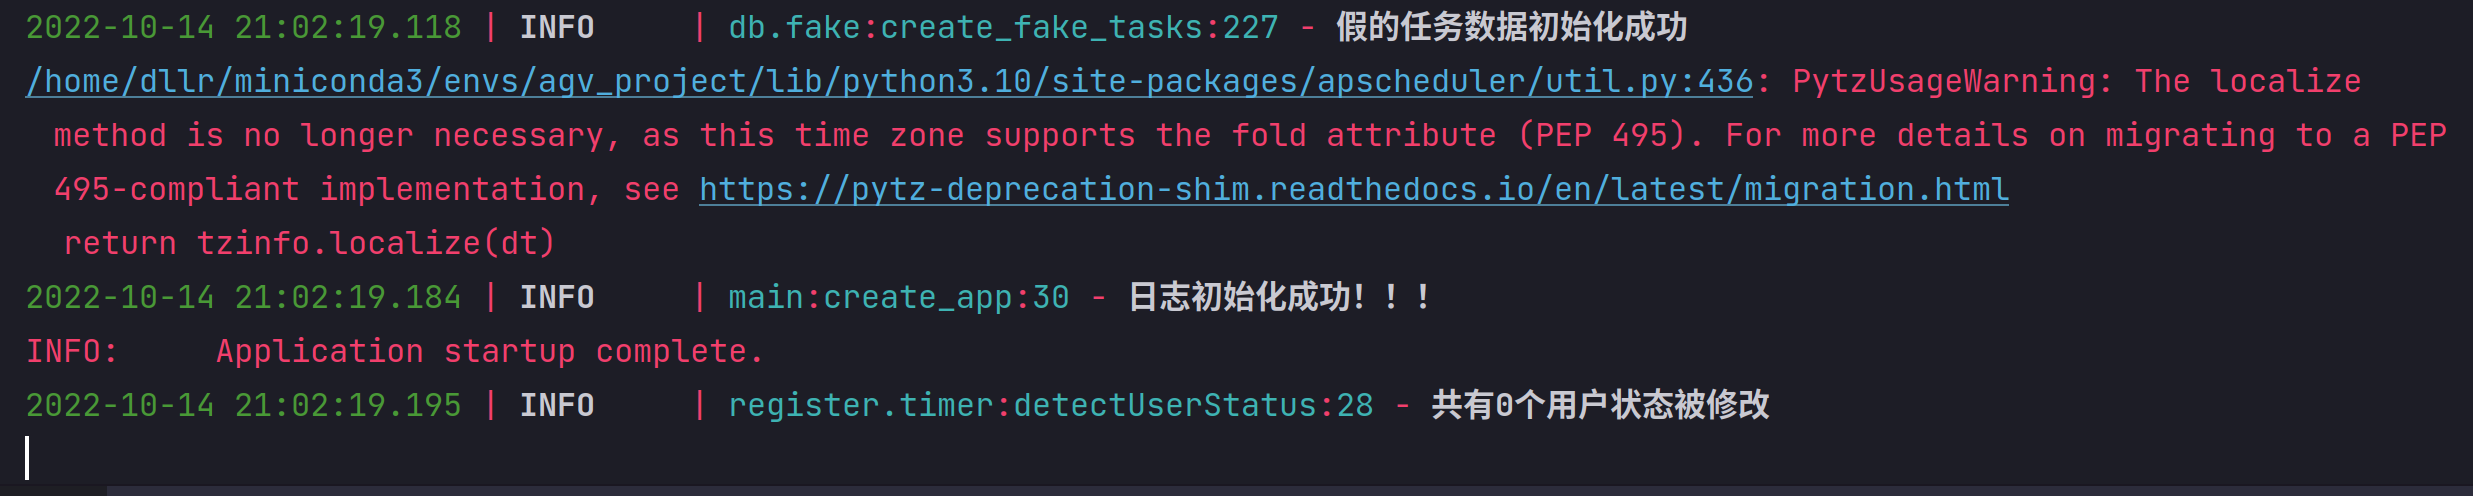 2022-10-14 21:02:19.118 | INFO     | db.fake:create_fake_tasks:227 - 假的任务数据初始化成功
/home/dllr/miniconda3/envs/agv_project/lib/python3.10/site-packages/apscheduler/util.py:436: PytzUsageWarning: The localize
method is no longer necessary, as this time zone supports the fold attribute (PEP 495). For more details on migrating to a PEP
495-compliant implementation, see https://pytz-deprecation-shim.readthedocs.io/en/latest/migration.html
  return tzinfo.localize(dt)
2022-10-14 21:02:19.184 | INFO     | main:create_app:30 - 日志初始化成功！！！
INFO:     Application startup complete.
2022-10-14 21:02:19.195 | INFO     | register.timer:detectUserStatus:28 - 共有0个用户状态被修改